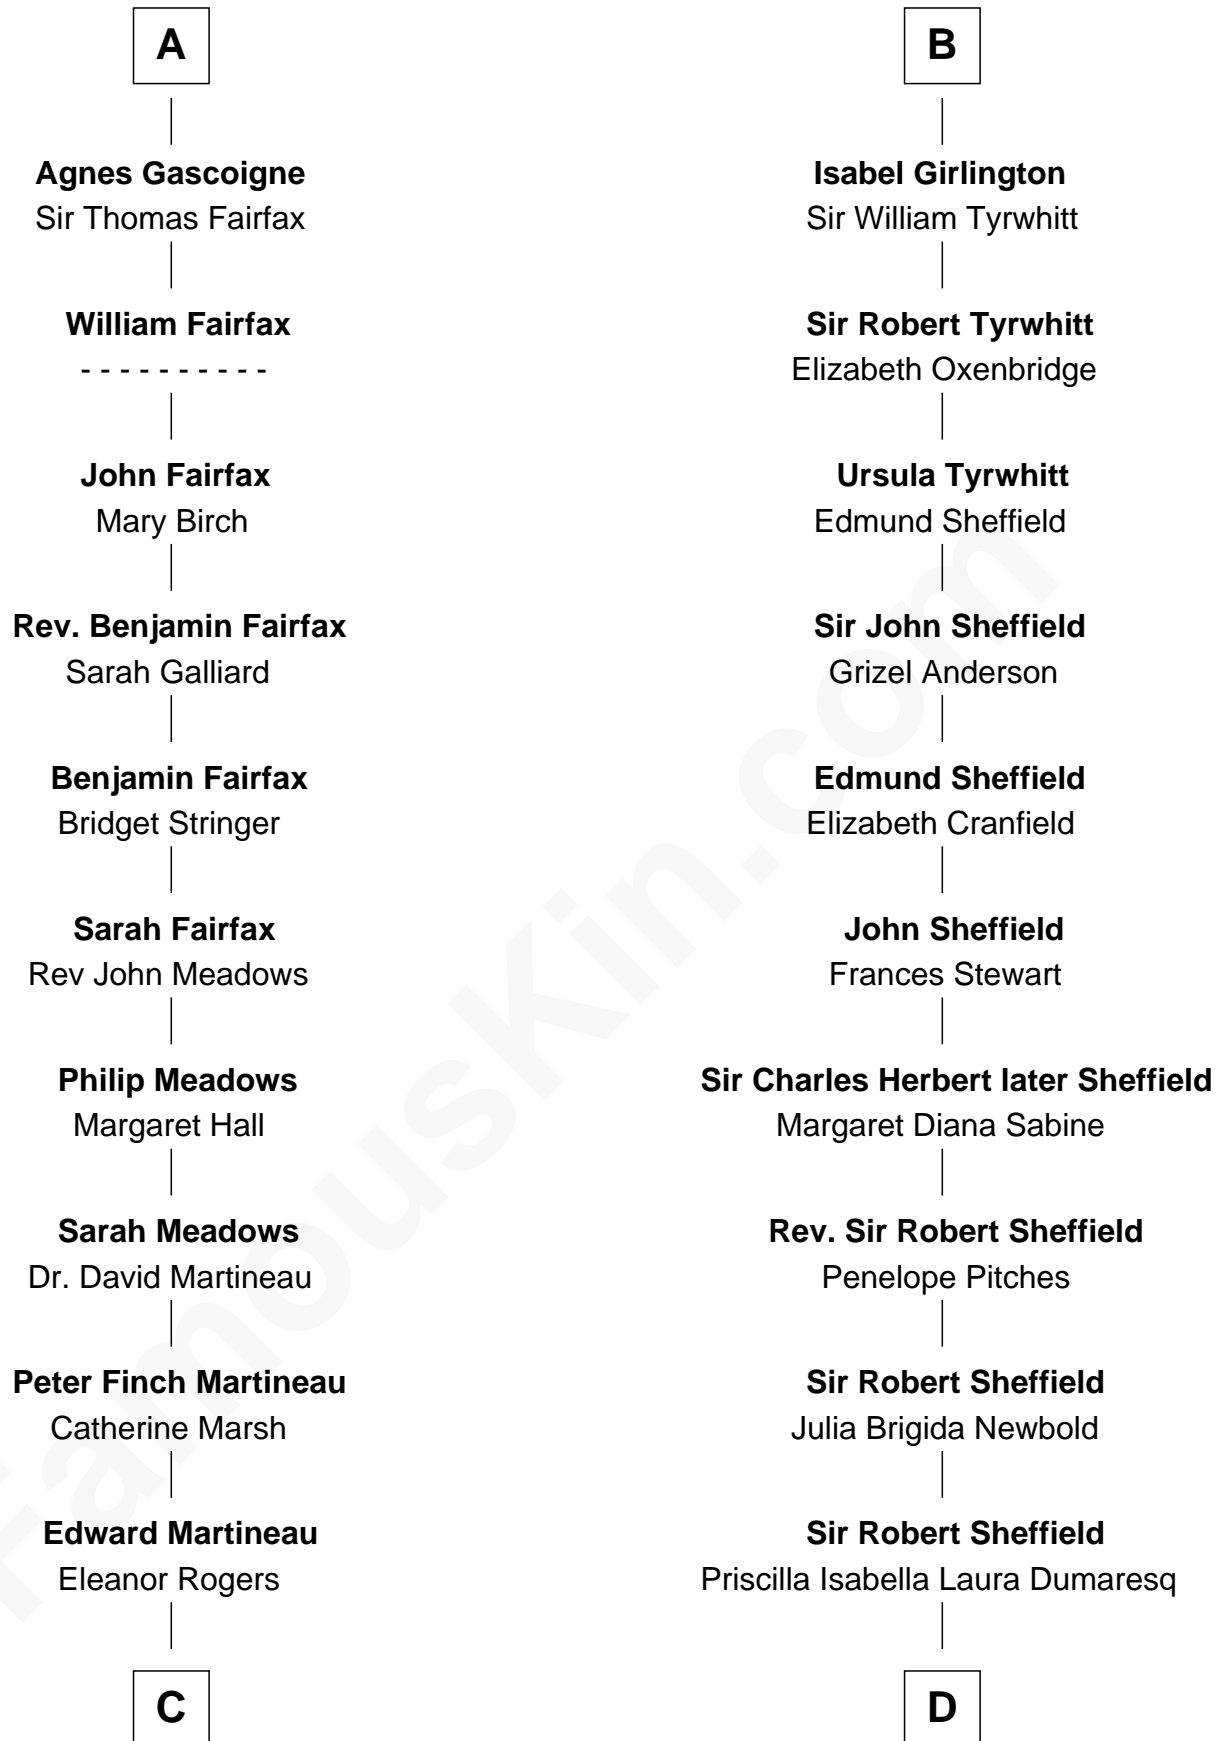 A
Agnes Gascoigne
Sir Thomas Fairfax
William Fairfax
- - - - - - - - - -
John Fairfax
Mary Birch
Rev. Benjamin Fairfax
Sarah Galliard
Benjamin Fairfax
Bridget Stringer
Sarah Fairfax
Rev John Meadows
Philip Meadows
Margaret Hall
Sarah Meadows
Dr. David Martineau
Peter Finch Martineau
Catherine Marsh
Edward Martineau
Eleanor Rogers
C
B
Isabel Girlington
Sir William Tyrwhitt
Sir Robert Tyrwhitt
Elizabeth Oxenbridge
Ursula Tyrwhitt
Edmund Sheffield
Sir John Sheffield
Grizel Anderson
Edmund Sheffield
Elizabeth Cranfield
John Sheffield
Frances Stewart
Sir Charles Herbert later Sheffield
Margaret Diana Sabine
Rev. Sir Robert Sheffield
Penelope Pitches
Sir Robert Sheffield
Julia Brigida Newbold
Sir Robert Sheffield
Priscilla Isabella Laura Dumaresq
D
FamousKin.com